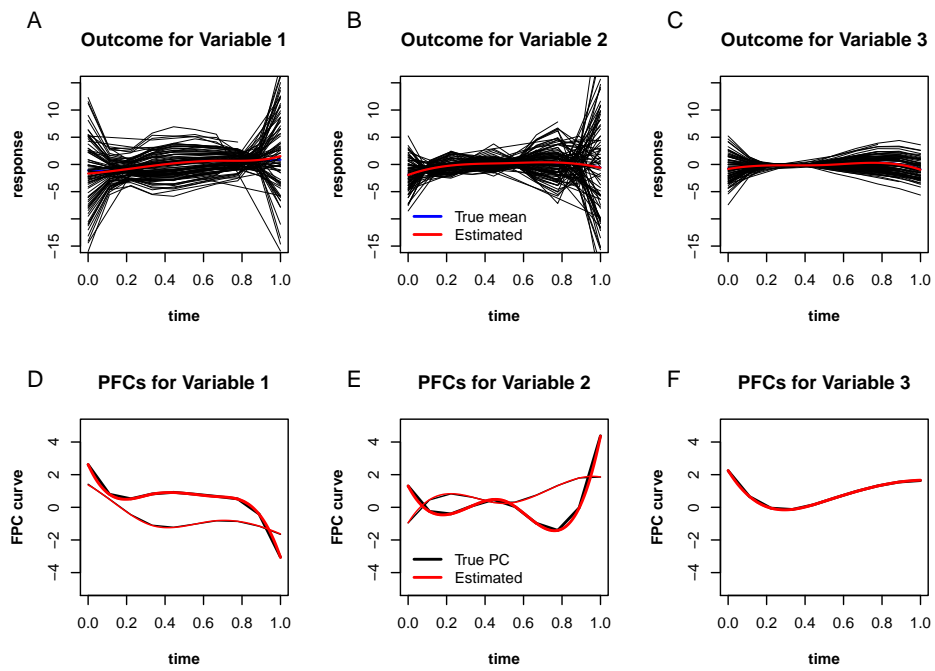 A
Outcome for Variable 1
response
−15
−5
0
5
10
0.0 0.2 0.4 0.6 0.8 1.0
time
B
Outcome for Variable 2
response
−15
−5
0
5
10
True mean
Estimated
0.0 0.2 0.4 0.6 0.8 1.0
time
C
Outcome for Variable 3
response
−15
−5
0
5
10
0.0 0.2 0.4 0.6 0.8 1.0
time
D
PFCs for Variable 1
FPC curve
−4
−2
0
2
4
0.0 0.2 0.4 0.6 0.8 1.0
time
E
PFCs for Variable 2
FPC curve
−4
−2
0
2
4
True PC
Estimated
0.0 0.2 0.4 0.6 0.8 1.0
time
F
PFCs for Variable 3
FPC curve
−4
−2
0
2
4
0.0 0.2 0.4 0.6 0.8 1.0
time